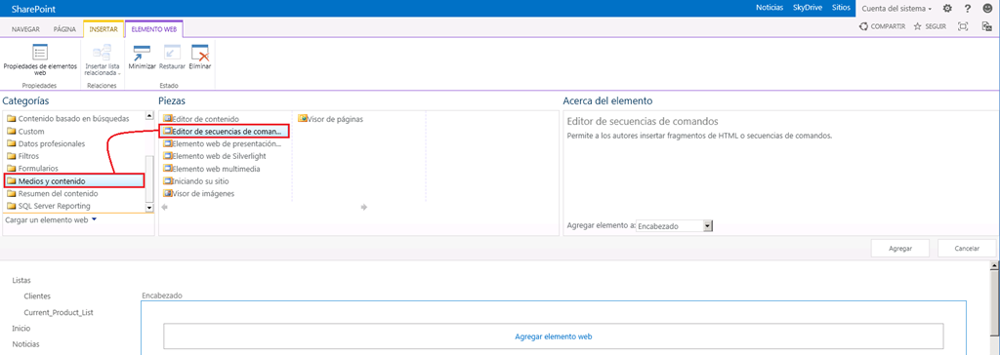 SharePoint
Noticias SkyDrive Sitios Cuenta del sistema ?
NAVEGAR PÁGINA INSERTAR ELEMENTO WEB
COMPARTIR SEGUIR
Propiedades de elementos web
Insertar lista relacionada
Minimizar Restaurar Eliminar
Propiedades Relaciones Estado
Categorías
Contenido basado en búsquedas
Custom
Datos profesionales
Filtros
Formularios
Medios y contenido
Resumen del contenido
SQL Server Reporting
Cargar un elemento web
Piezas
Editor de contenido
Editor de secuencias de coman...
Elemento web de presentación...
Elemento web de Silverlight
Elemento web multimedia
Iniciando su sitio
Visor de imágenes
Visor de páginas
Acerca del elemento
Editor de secuencias de comandos
Permite a los autores insertar fragmentos de HTML o secuencias de comandos.
Agregar elemento a: Encabezado
Agregar Cancelar
Listas
Clientes
Current_Product_List
Inicio
Noticias
Encabezado
Agregar elemento web